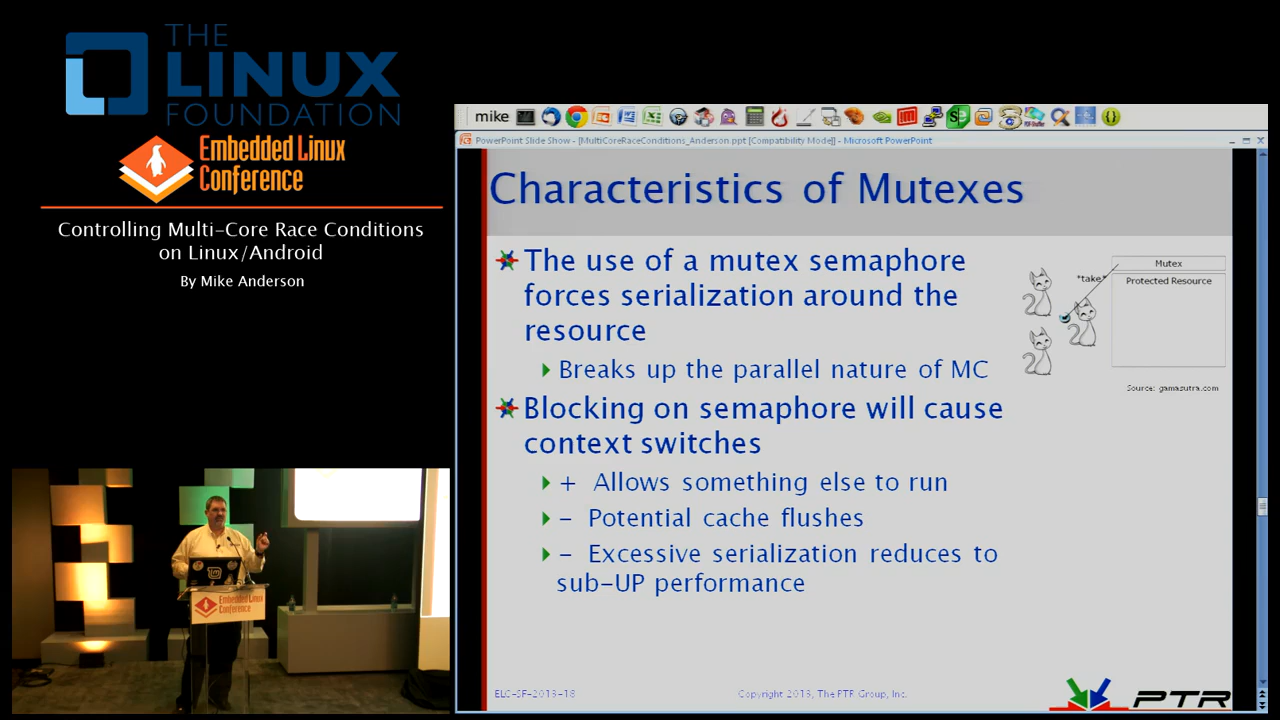 THE
LINUX
FOUNDATION
Embedded Linux
Conference
Controlling Multi-Core Race Conditions
on Linux/Android
By Mike Anderson
mike
PowerPoint Slide Show - [MultiCoreRaceConditions_Anderson.ppt [Compatibility Mode]] - Microsoft PowerPoint
Characteristics of Mutexes
The use of a mutex semaphore
forces serialization around the
resource
Breaks up the parallel nature of MC
Blocking on semaphore will cause
context switches
+ Allows something else to run
- Potential cache flushes
- Excessive serialization reduces to
sub-UP performance
Mutex
*take*
Protected Resource
Source: gamasutra.com
ELC-SF-2013-18
Copyright 2013, The PTR Group, Inc.
PTR
Embedded Linux
Conference